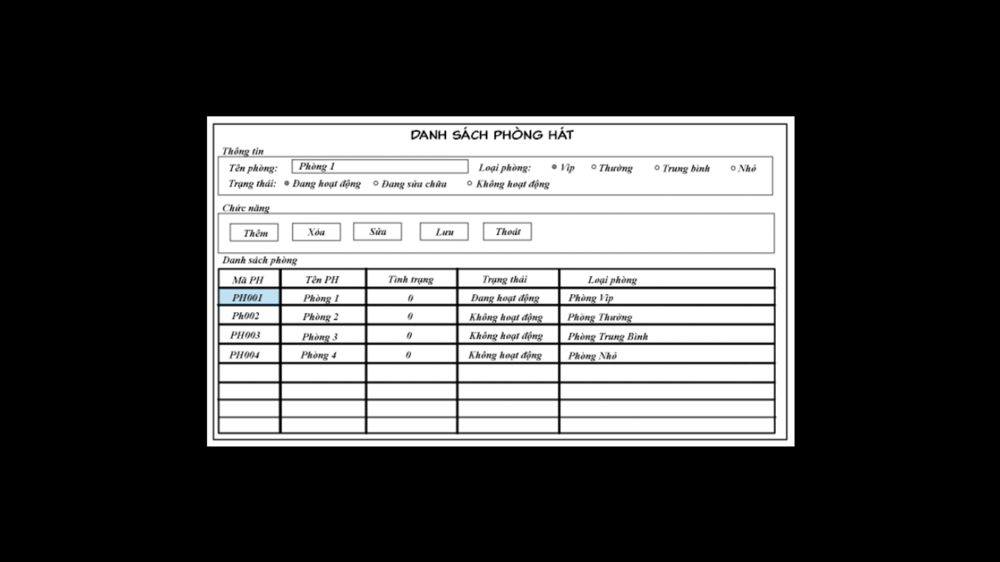 DANH SÁCH PHÒNG HÁT
Thông tin
Tên phòng: Phòng 1 Loại phòng: Vip Thường Trung bình Nhỏ
Trạng thái: Đang hoạt động Đang sửa chữa Không hoạt động
Chức năng
Thêm Xóa Sửa Lưu Thoát
Danh sách phòng
Mã PH Tên PH Tình trạng Trạng thái Loại phòng
PH001 Phòng 1 0 Đang hoạt động Phòng Vip
Ph002 Phòng 2 0 Không hoạt động Phòng Thường
PH003 Phòng 3 0 Không hoạt động Phòng Trung Bình
PH004 Phòng 4 0 Không hoạt động Phòng Nhỏ